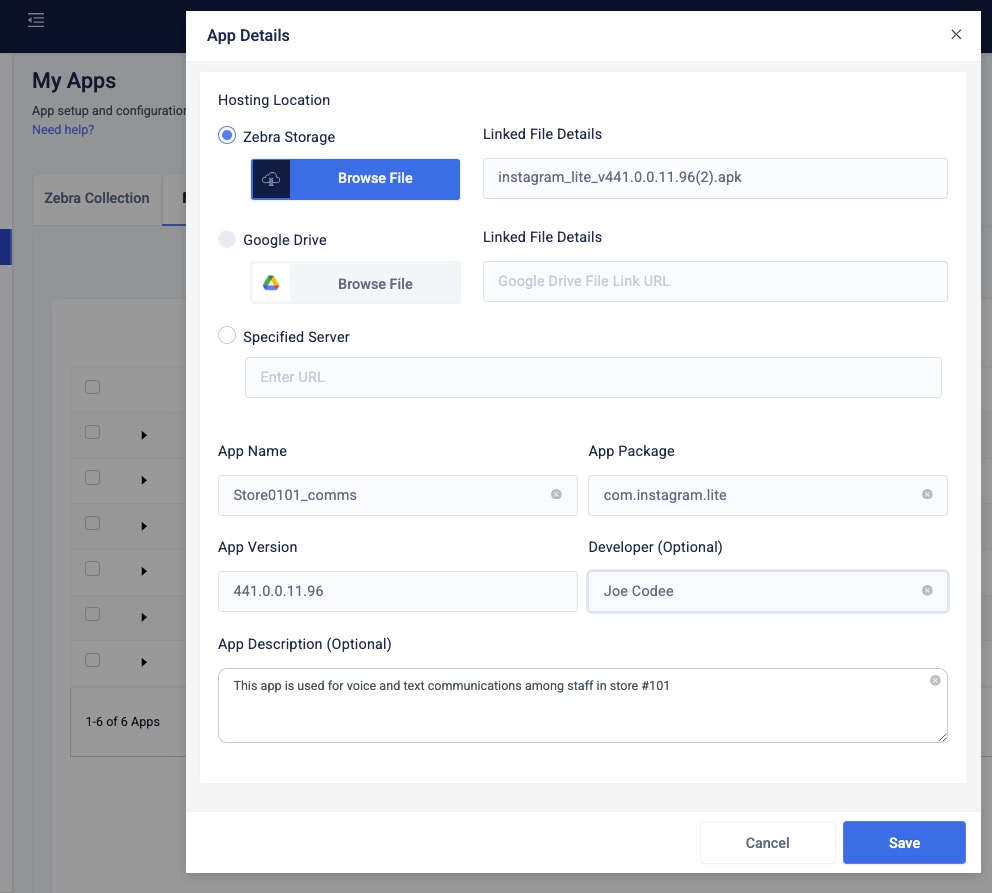 App Details
My Apps
App setup and configuration
Need help?
Zebra Collection
Hosting Location
Zebra Storage
Linked File Details
Browse File
instagram_lite_v441.0.0.11.96(2).apk
Google Drive
Linked File Details
Browse File
Google Drive File Link URL
Specified Server
Enter URL
App Name
App Package
Store0101_comms
com.instagram.lite
App Version
Developer (Optional)
441.0.0.11.96
Joe Codee
App Description (Optional)
This app is used for voice and text communications among staff in store #101
1-6 of 6 Apps
Cancel
Save